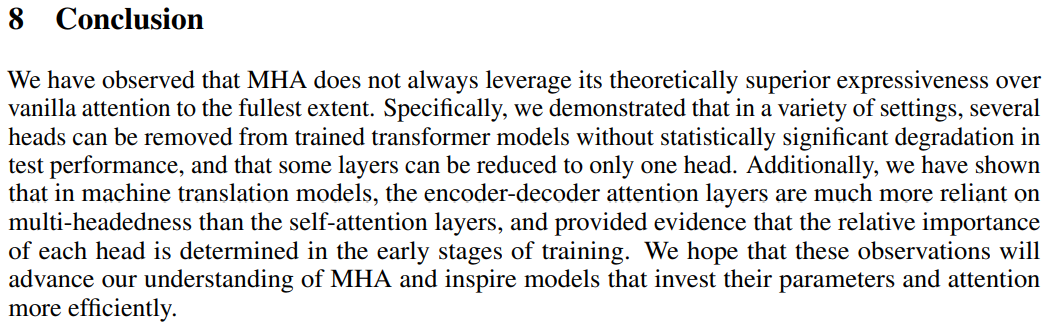 8 Conclusion
We have observed that MHA does not always leverage its theoretically superior expressiveness over
vanilla attention to the fullest extent. Specifically, we demonstrated that in a variety of settings, several
heads can be removed from trained transformer models without statistically significant degradation in
test performance, and that some layers can be reduced to only one head. Additionally, we have shown
that in machine translation models, the encoder-decoder attention layers are much more reliant on
multi-headedness than the self-attention layers, and provided evidence that the relative importance
of each head is determined in the early stages of training. We hope that these observations will
advance our understanding of MHA and inspire models that invest their parameters and attention
more efficiently.